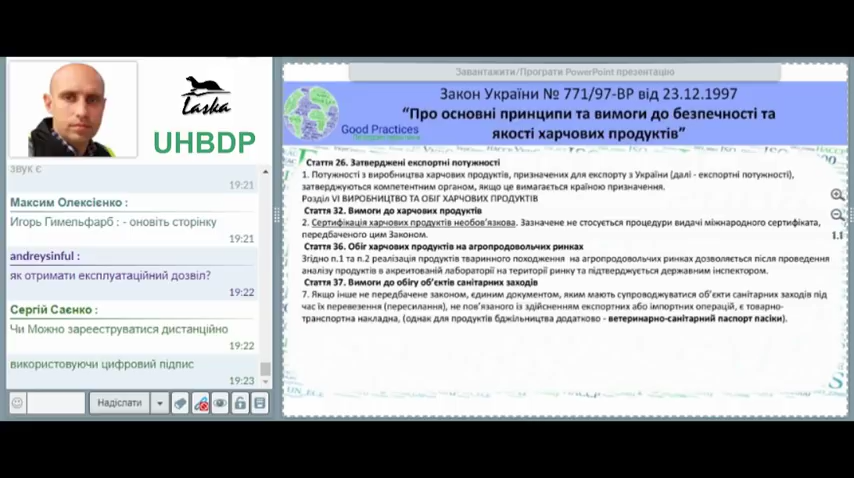 Laska
UHBDP
звук є
19:21
Максим Олексієнко :
Игорь Гимельфарб : - оновіть сторінку
19:21
andreysinful :
як отримати експлуатаційний дозвіл?
19:22
Сергій Саєнко :
Чи Можно зареєструватися дистанційно
19:22
використовуючи цифровий підпис
19:23
Надіслати
Завантажити/Програти PowerPoint презентацію
Good Practices
Закон України № 771/97-ВР від 23.12.1997
“Про основні принципи та вимоги до безпечності та
якості харчових продуктів”
Стаття 26. Затверджені експортні потужності
1. Потужності з виробництва харчових продуктів, призначених для експорту з України (далі - експортні потужності),
затверджуються компетентним органом, якщо це вимагається країною призначення.
Розділ VI ВИРОБНИЦТВО ТА ОБІГ ХАРЧОВИХ ПРОДУКТІВ
Стаття 32. Вимоги до харчових продуктів
2. Сертифікація харчових продуктів необов'язкова. Зазначене не стосується процедури видачі міжнародного сертифіката,
передбаченого цим Законом.
Стаття 36. Обіг харчових продуктів на агропродовольчих ринках
Згідно п.1 та п.2 реалізація продуктів тваринного походження на агропродовольчих ринках дозволяється після проведення
аналізу продуктів в акредитованій лабораторії на території ринку та підтверджується державним інспектором.
Стаття 37. Вимоги до обігу об’єктів санітарних заходів
7. Якщо інше не передбачене законом, єдиним документом, яким мають супроводжуватися об'єкти санітарних заходів під
час їх перевезення (пересилання), не пов'язаного із здійсненням експортних або імпортних операцій, є товарно-
транспортна накладна, (однак для продуктів бджільництва додатково - ветеринарно-санітарний паспорт пасіки).
1.1